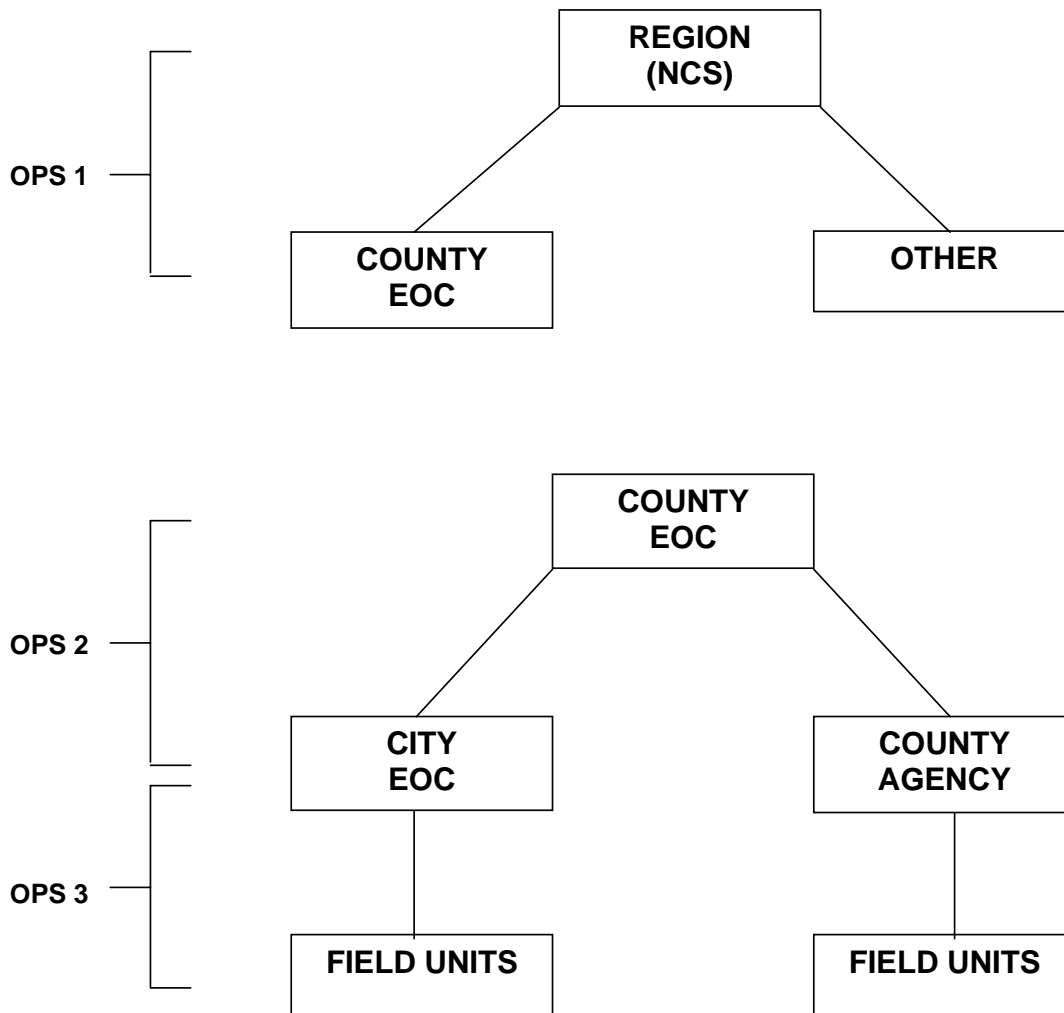 REGION
(NCS)
OPS 1
COUNTY
EOC
OTHER
COUNTY
EOC
OPS 2
CITY
EOC
COUNTY
AGENCY
OPS 3
FIELD UNITS
FIELD UNITS